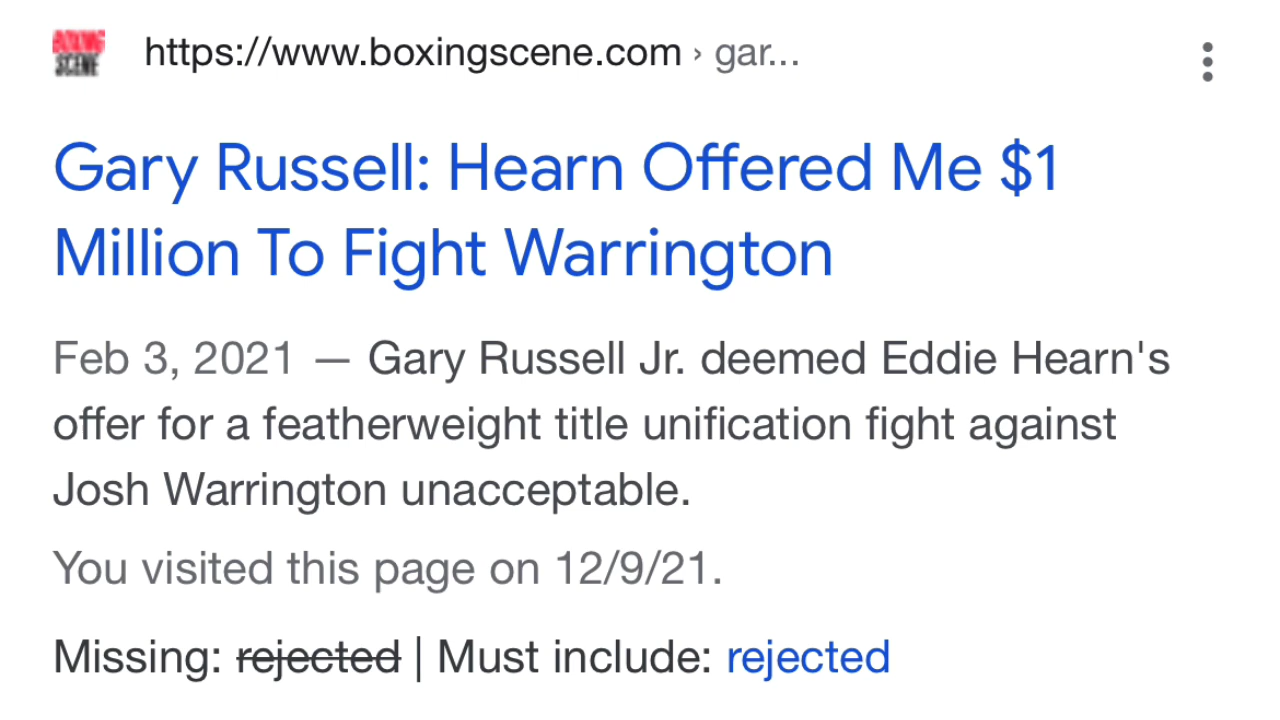 BOXING
SCENE
https://www.boxingscene.com › gar...
Gary Russell: Hearn Offered Me $1
Million To Fight Warrington
Feb 3, 2021 — Gary Russell Jr. deemed Eddie Hearn's
offer for a featherweight title unification fight against
Josh Warrington unacceptable.
You visited this page on 12/9/21.
Missing: rejected | Must include: rejected